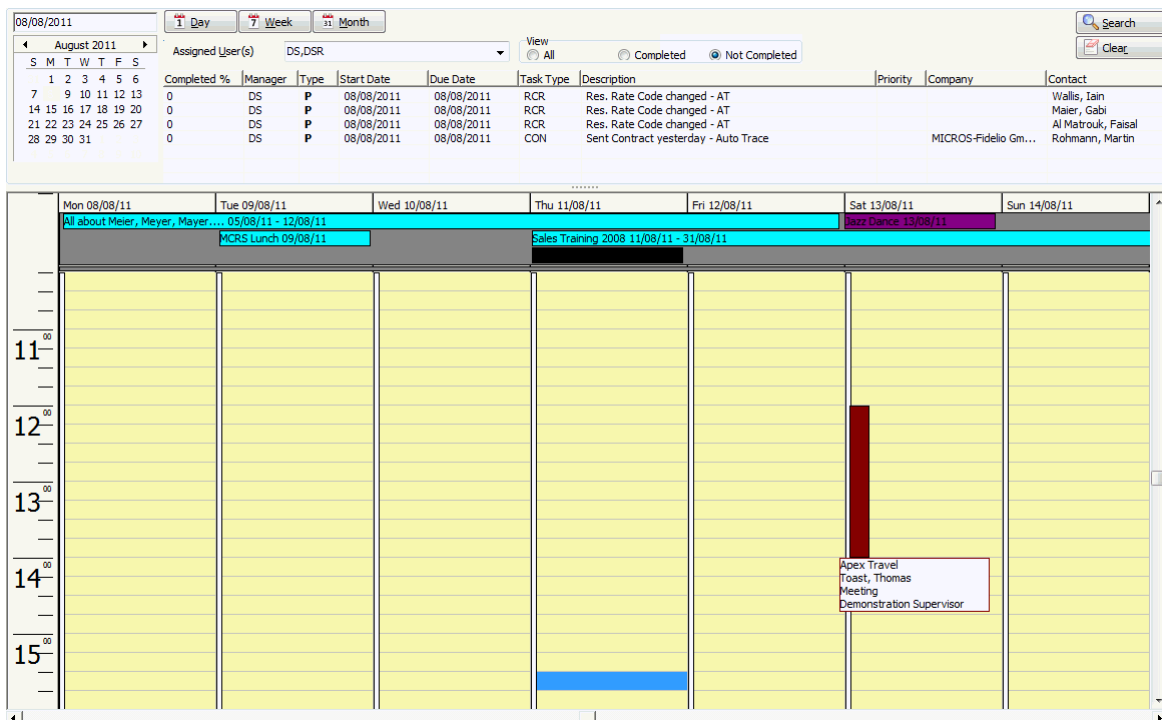 08/08/2011
1 Day 7 Week 31 Month
Search
August 2011
Assigned User(s) DS,DSR
View
All Completed Not Completed
Clear
S M T W T F S
1 2 3 4 5 6
7 9 10 11 12 13
14 15 16 17 18 19 20
21 22 23 24 25 26 27
28 29 30 31
Completed % Manager Type Start Date Due Date Task Type Description Priority Company Contact
0 DS P 08/08/2011 08/08/2011 RCR Res. Rate Code changed - AT Wallis, Iain
0 DS P 08/08/2011 08/08/2011 RCR Res. Rate Code changed - AT Maier, Gabi
0 DS P 08/08/2011 08/08/2011 RCR Res. Rate Code changed - AT Al Matrouk, Faisal
0 DS P 08/08/2011 08/08/2011 CON Sent Contract yesterday - Auto Trace MICROS-Fidelio Gm... Rohmann, Martin
Mon 08/08/11 Tue 09/08/11 Wed 10/08/11 Thu 11/08/11 Fri 12/08/11 Sat 13/08/11 Sun 14/08/11
All about Meier, Meyer, Mayer.... 05/08/11 - 12/08/11 Jazz Dance 13/08/11
MCRS Lunch 09/08/11 Sales Training 2008 11/08/11 - 31/08/11
11 00
12 00
13 00
14 00
Apex Travel
Toast, Thomas
Meeting
Demonstration Supervisor
15 00